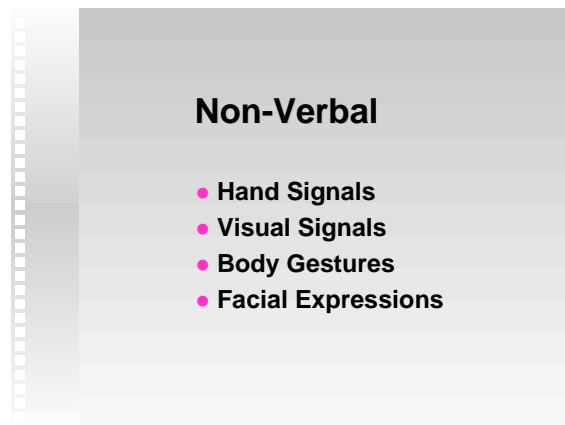 Non-Verbal
● Hand Signals
● Visual Signals
● Body Gestures
● Facial Expressions